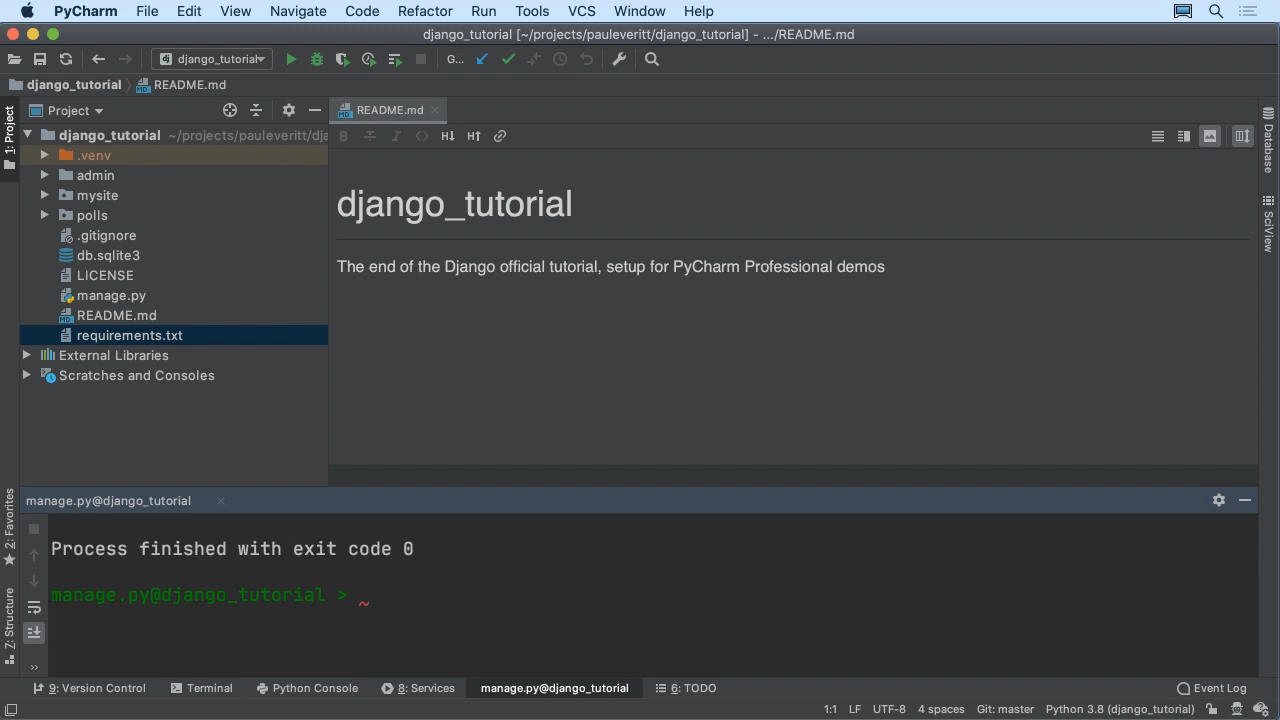 PyCharm File Edit View Navigate Code Refactor Run Tools VCS Window Help
django_tutorial [~/projects/pauleveritt/django_tutorial] - .../README.md
django_tutorial G...
django_tutorial README.md
1: Project
Project
README.md
django_tutorial ~/projects/pauleveritt/dja
.venv
admin
mysite
polls
.gitignore
db.sqlite3
LICENSE
manage.py
README.md
requirements.txt
External Libraries
Scratches and Consoles
B I <> H↓ H↑
django_tutorial
The end of the Django official tutorial, setup for PyCharm Professional demos
Database
SciView
2: Favorites
Z: Structure
manage.py@django_tutorial
Process finished with exit code 0
manage.py@django_tutorial > ~
9: Version Control Terminal Python Console 8: Services manage.py@django_tutorial 6: TODO Event Log
1:1 LF UTF-8 4 spaces Git: master Python 3.8 (django_tutorial)